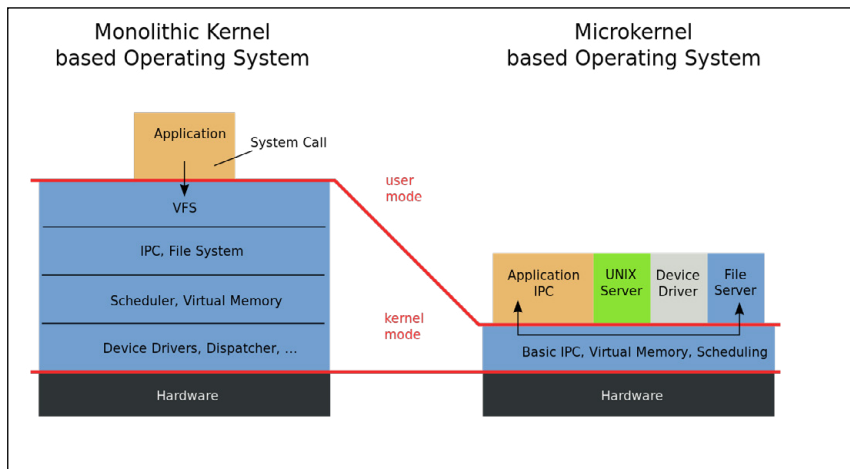 Monolithic Kernel
based Operating System
Microkernel
based Operating System
Application
System Call
VFS
IPC, File System
Scheduler, Virtual Memory
Device Drivers, Dispatcher, ...
Hardware
user
mode
kernel
mode
Application
IPC
UNIX
Server
Device
Driver
File
Server
Basic IPC, Virtual Memory, Scheduling
Hardware